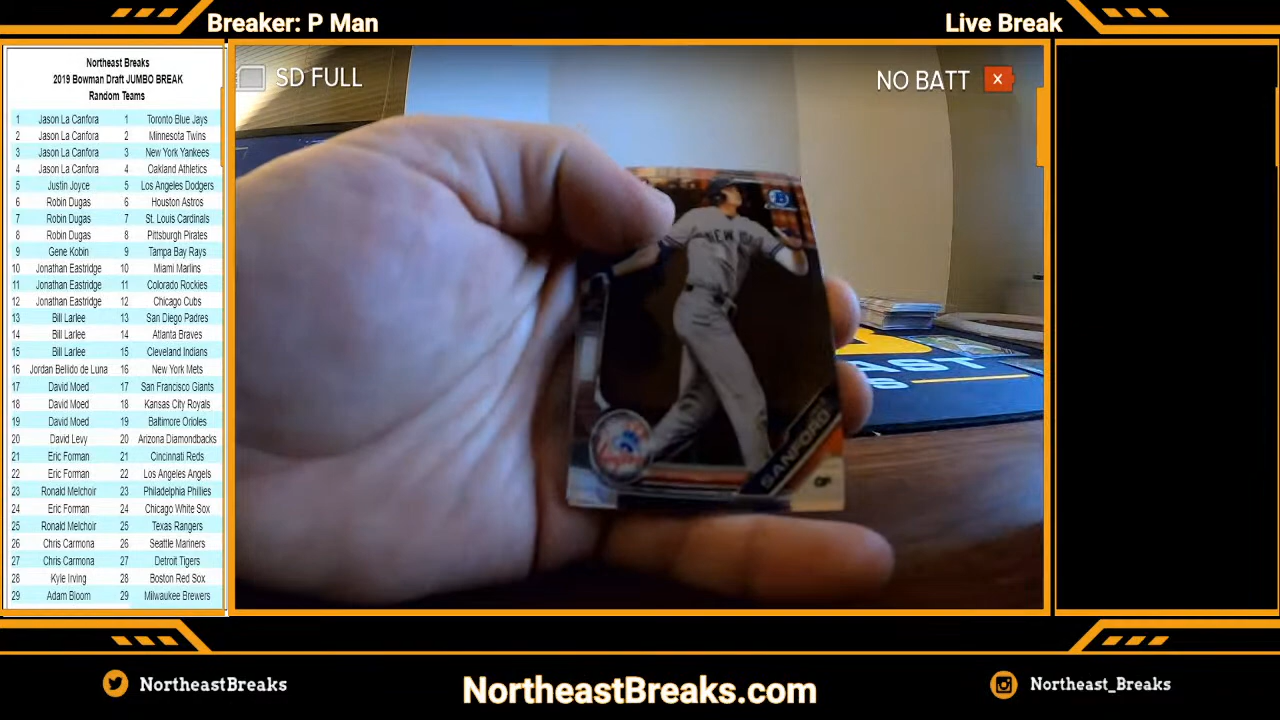 Breaker: P Man
Live Break
Northeast Breaks
2019 Bowman Draft JUMBO BREAK
Random Teams
1 Jason La Canfora 1 Toronto Blue Jays
2 Jason La Canfora 2 Minnesota Twins
3 Jason La Canfora 3 New York Yankees
4 Jason La Canfora 4 Oakland Athletics
5 Justin Joyce 5 Los Angeles Dodgers
6 Robin Dugas 6 Houston Astros
7 Robin Dugas 7 St. Louis Cardinals
8 Robin Dugas 8 Pittsburgh Pirates
9 Gene Kobin 9 Tampa Bay Rays
10 Jonathan Eastridge 10 Miami Marlins
11 Jonathan Eastridge 11 Colorado Rockies
12 Jonathan Eastridge 12 Chicago Cubs
13 Bill Larlee 13 San Diego Padres
14 Bill Larlee 14 Atlanta Braves
15 Bill Larlee 15 Cleveland Indians
16 Jordan Bellido de Luna 16 New York Mets
17 David Moed 17 San Francisco Giants
18 David Moed 18 Kansas City Royals
19 David Moed 19 Baltimore Orioles
20 David Levy 20 Arizona Diamondbacks
21 Eric Forman 21 Cincinnati Reds
22 Eric Forman 22 Los Angeles Angels
23 Ronald Melchoir 23 Philadelphia Phillies
24 Eric Forman 24 Chicago White Sox
25 Ronald Melchoir 25 Texas Rangers
26 Chris Carmona 26 Seattle Mariners
27 Chris Carmona 27 Detroit Tigers
28 Kyle Irving 28 Boston Red Sox
29 Adam Bloom 29 Milwaukee Brewers
SD FULL
NO BATT
B
NEW
SANFORD
OF
AST
S
NortheastBreaks
NortheastBreaks.com
Northeast_Breaks